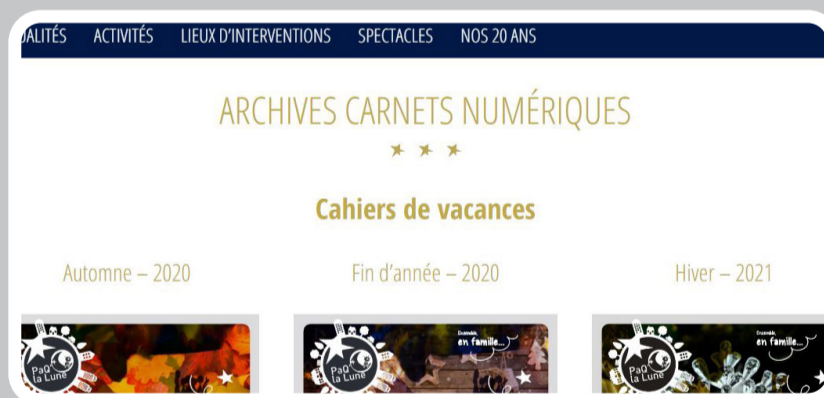 ALITÉS ACTIVITÉS LIEUX D'INTERVENTIONS SPECTACLES NOS 20 ANS
ARCHIVES CARNETS NUMÉRIQUES
Cahiers de vacances
Automne – 2020 Fin d'année – 2020 Hiver – 2021
PaQ'
la Lune
Ensemble,
en famille...
PaQ'
la Lune
Ensemble,
en famille...
PaQ'
la Lune